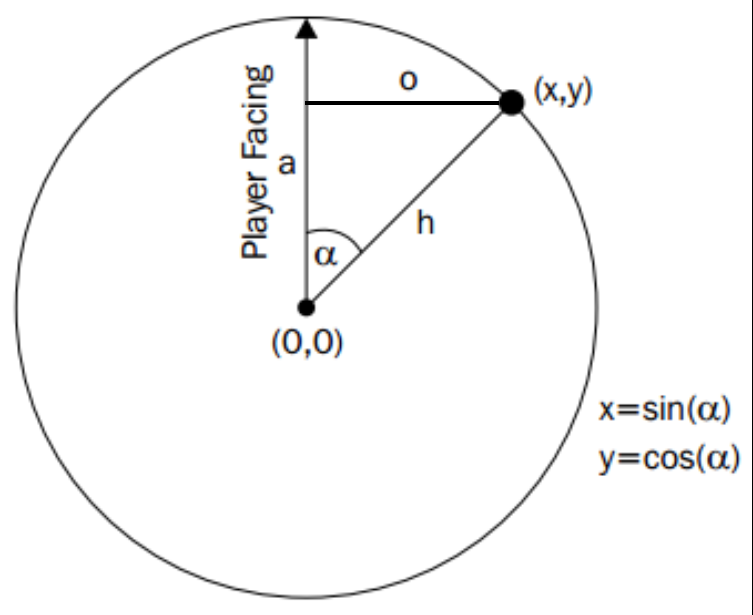 o
(x,y)
Player Facing
a
h
α
(0,0)
x=sin(α)
y=cos(α)